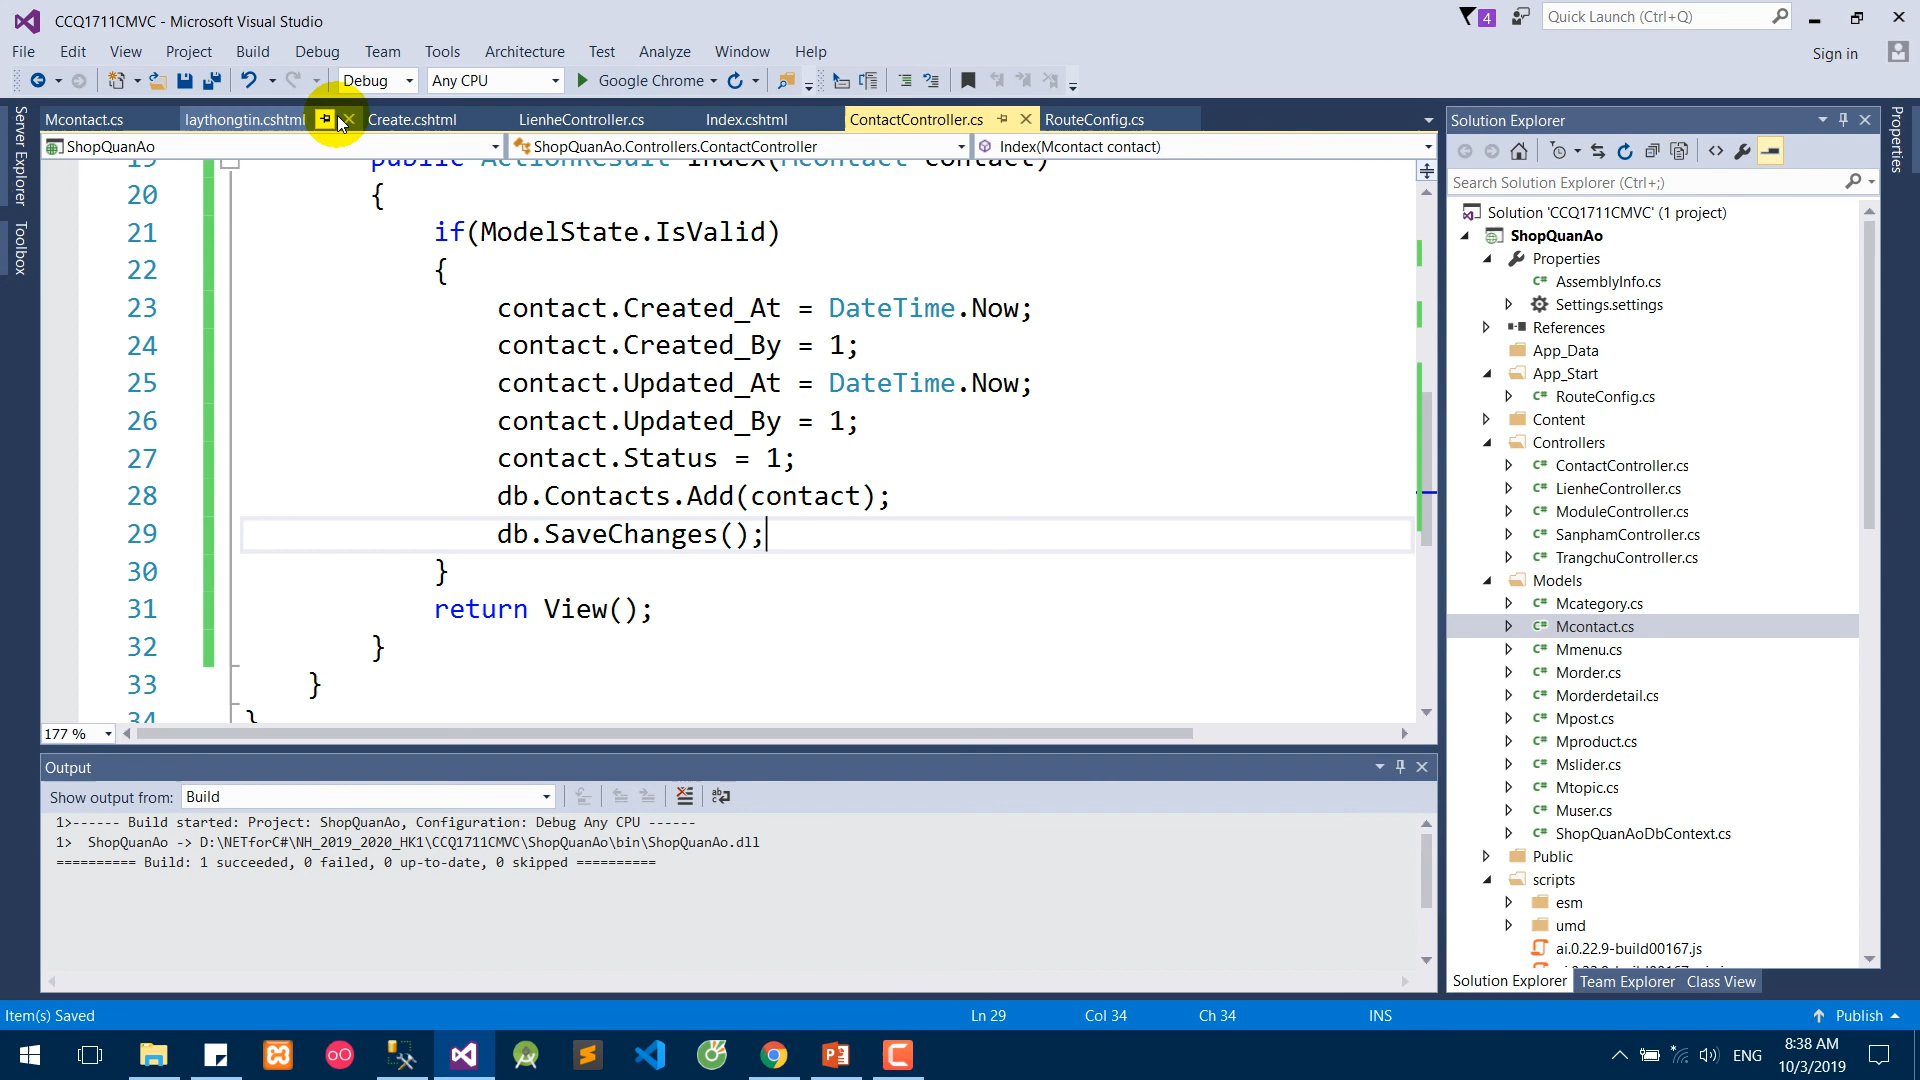 CCQ1711CMVC - Microsoft Visual Studio
4
Quick Launch (Ctrl+Q)
File Edit View Project Build Debug Team Tools Architecture Test Analyze Window Help
Sign in
Debug Any CPU Google Chrome
Server Explorer
Toolbox
Mcontact.cs laythongtin.cshtml Create.cshtml LienheController.cs Index.cshtml ContactController.cs RouteConfig.cs
ShopQuanAo ShopQuanAo.Controllers.ContactController Index(Mcontact contact)
19 public ActionResult Index(Mcontact contact)
20 {
21 if(ModelState.IsValid)
22 {
23 contact.Created_At = DateTime.Now;
24 contact.Created_By = 1;
25 contact.Updated_At = DateTime.Now;
26 contact.Updated_By = 1;
27 contact.Status = 1;
28 db.Contacts.Add(contact);
29 db.SaveChanges();
30 }
31 return View();
32 }
33 }
34 }
177 %
Output
Show output from: Build
1>------ Build started: Project: ShopQuanAo, Configuration: Debug Any CPU ------
1> ShopQuanAo -> D:\NETforC#\NH_2019_2020_HK1\CCQ1711CMVC\ShopQuanAo\bin\ShopQuanAo.dll
========== Build: 1 succeeded, 0 failed, 0 up-to-date, 0 skipped ==========
Solution Explorer
Search Solution Explorer (Ctrl+;)
Solution 'CCQ1711CMVC' (1 project)
ShopQuanAo
Properties
AssemblyInfo.cs
Settings.settings
References
App_Data
App_Start
RouteConfig.cs
Content
Controllers
ContactController.cs
LienheController.cs
ModuleController.cs
SanphamController.cs
TrangchuController.cs
Models
Mcategory.cs
Mcontact.cs
Mmenu.cs
Morder.cs
Morderdetail.cs
Mpost.cs
Mproduct.cs
Mslider.cs
Mtopic.cs
Muser.cs
ShopQuanAoDbContext.cs
Public
scripts
esm
umd
ai.0.22.9-build00167.js
Solution Explorer Team Explorer Class View
Properties
Item(s) Saved Ln 29 Col 34 Ch 34 INS Publish
ENG
8:38 AM
10/3/2019